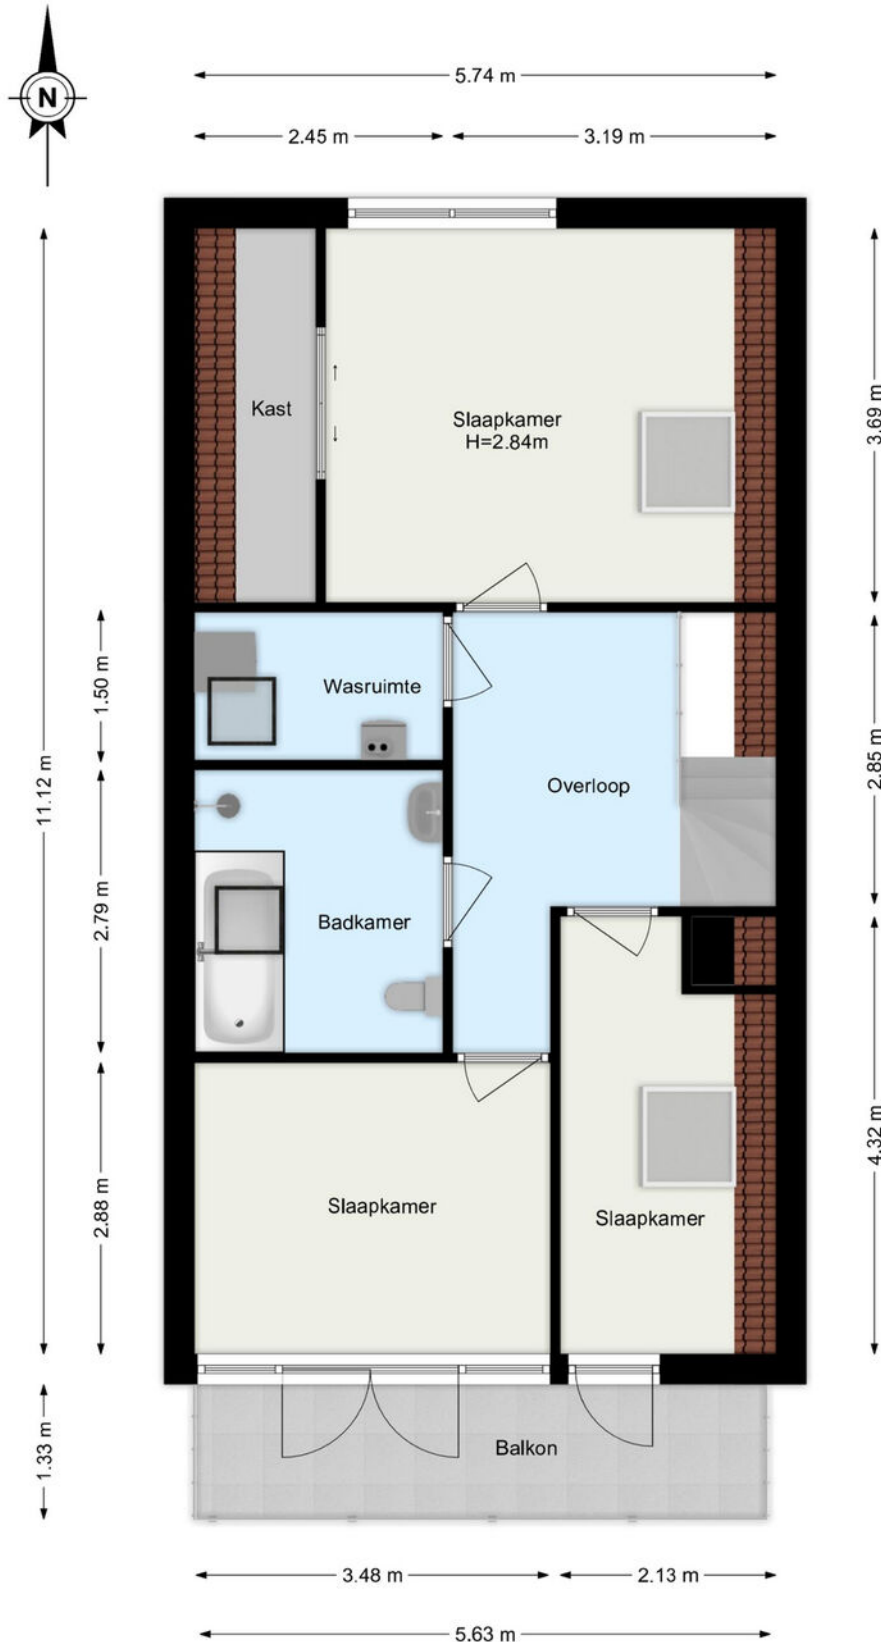 N
5.74 m
2.45 m
3.19 m
Kast
Slaapkamer
H=2.84m
3.69 m
11.12 m
1.50 m
Wasruimte
Overloop
2.85 m
2.79 m
Badkamer
4.32 m
2.88 m
Slaapkamer
Slaapkamer
1.33 m
Balkon
3.48 m
2.13 m
5.63 m